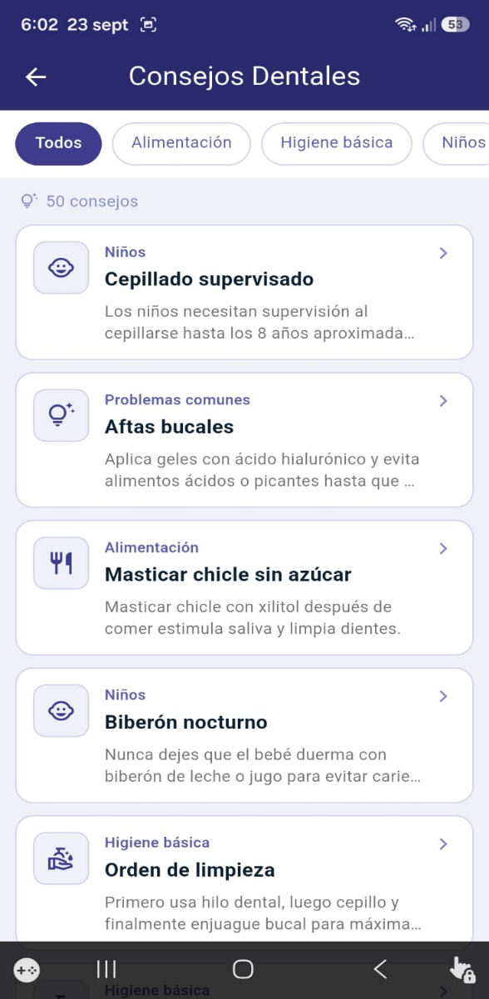 6:02 23 sept
53
Consejos Dentales
Todos
Alimentación
Higiene básica
Niños
50 consejos
Niños
Cepillado supervisado
Los niños necesitan supervisión al
cepillarse hasta los 8 años aproximada...
Problemas comunes
Aftas bucales
Aplica geles con ácido hialurónico y evita
alimentos ácidos o picantes hasta que ...
Alimentación
Masticar chicle sin azúcar
Masticar chicle con xilitol después de
comer estimula saliva y limpia dientes.
Niños
Biberón nocturno
Nunca dejes que el bebé duerma con
biberón de leche o jugo para evitar carie...
Higiene básica
Orden de limpieza
Primero usa hilo dental, luego cepillo y
finalmente enjuague bucal para máxima...
Higiene básica